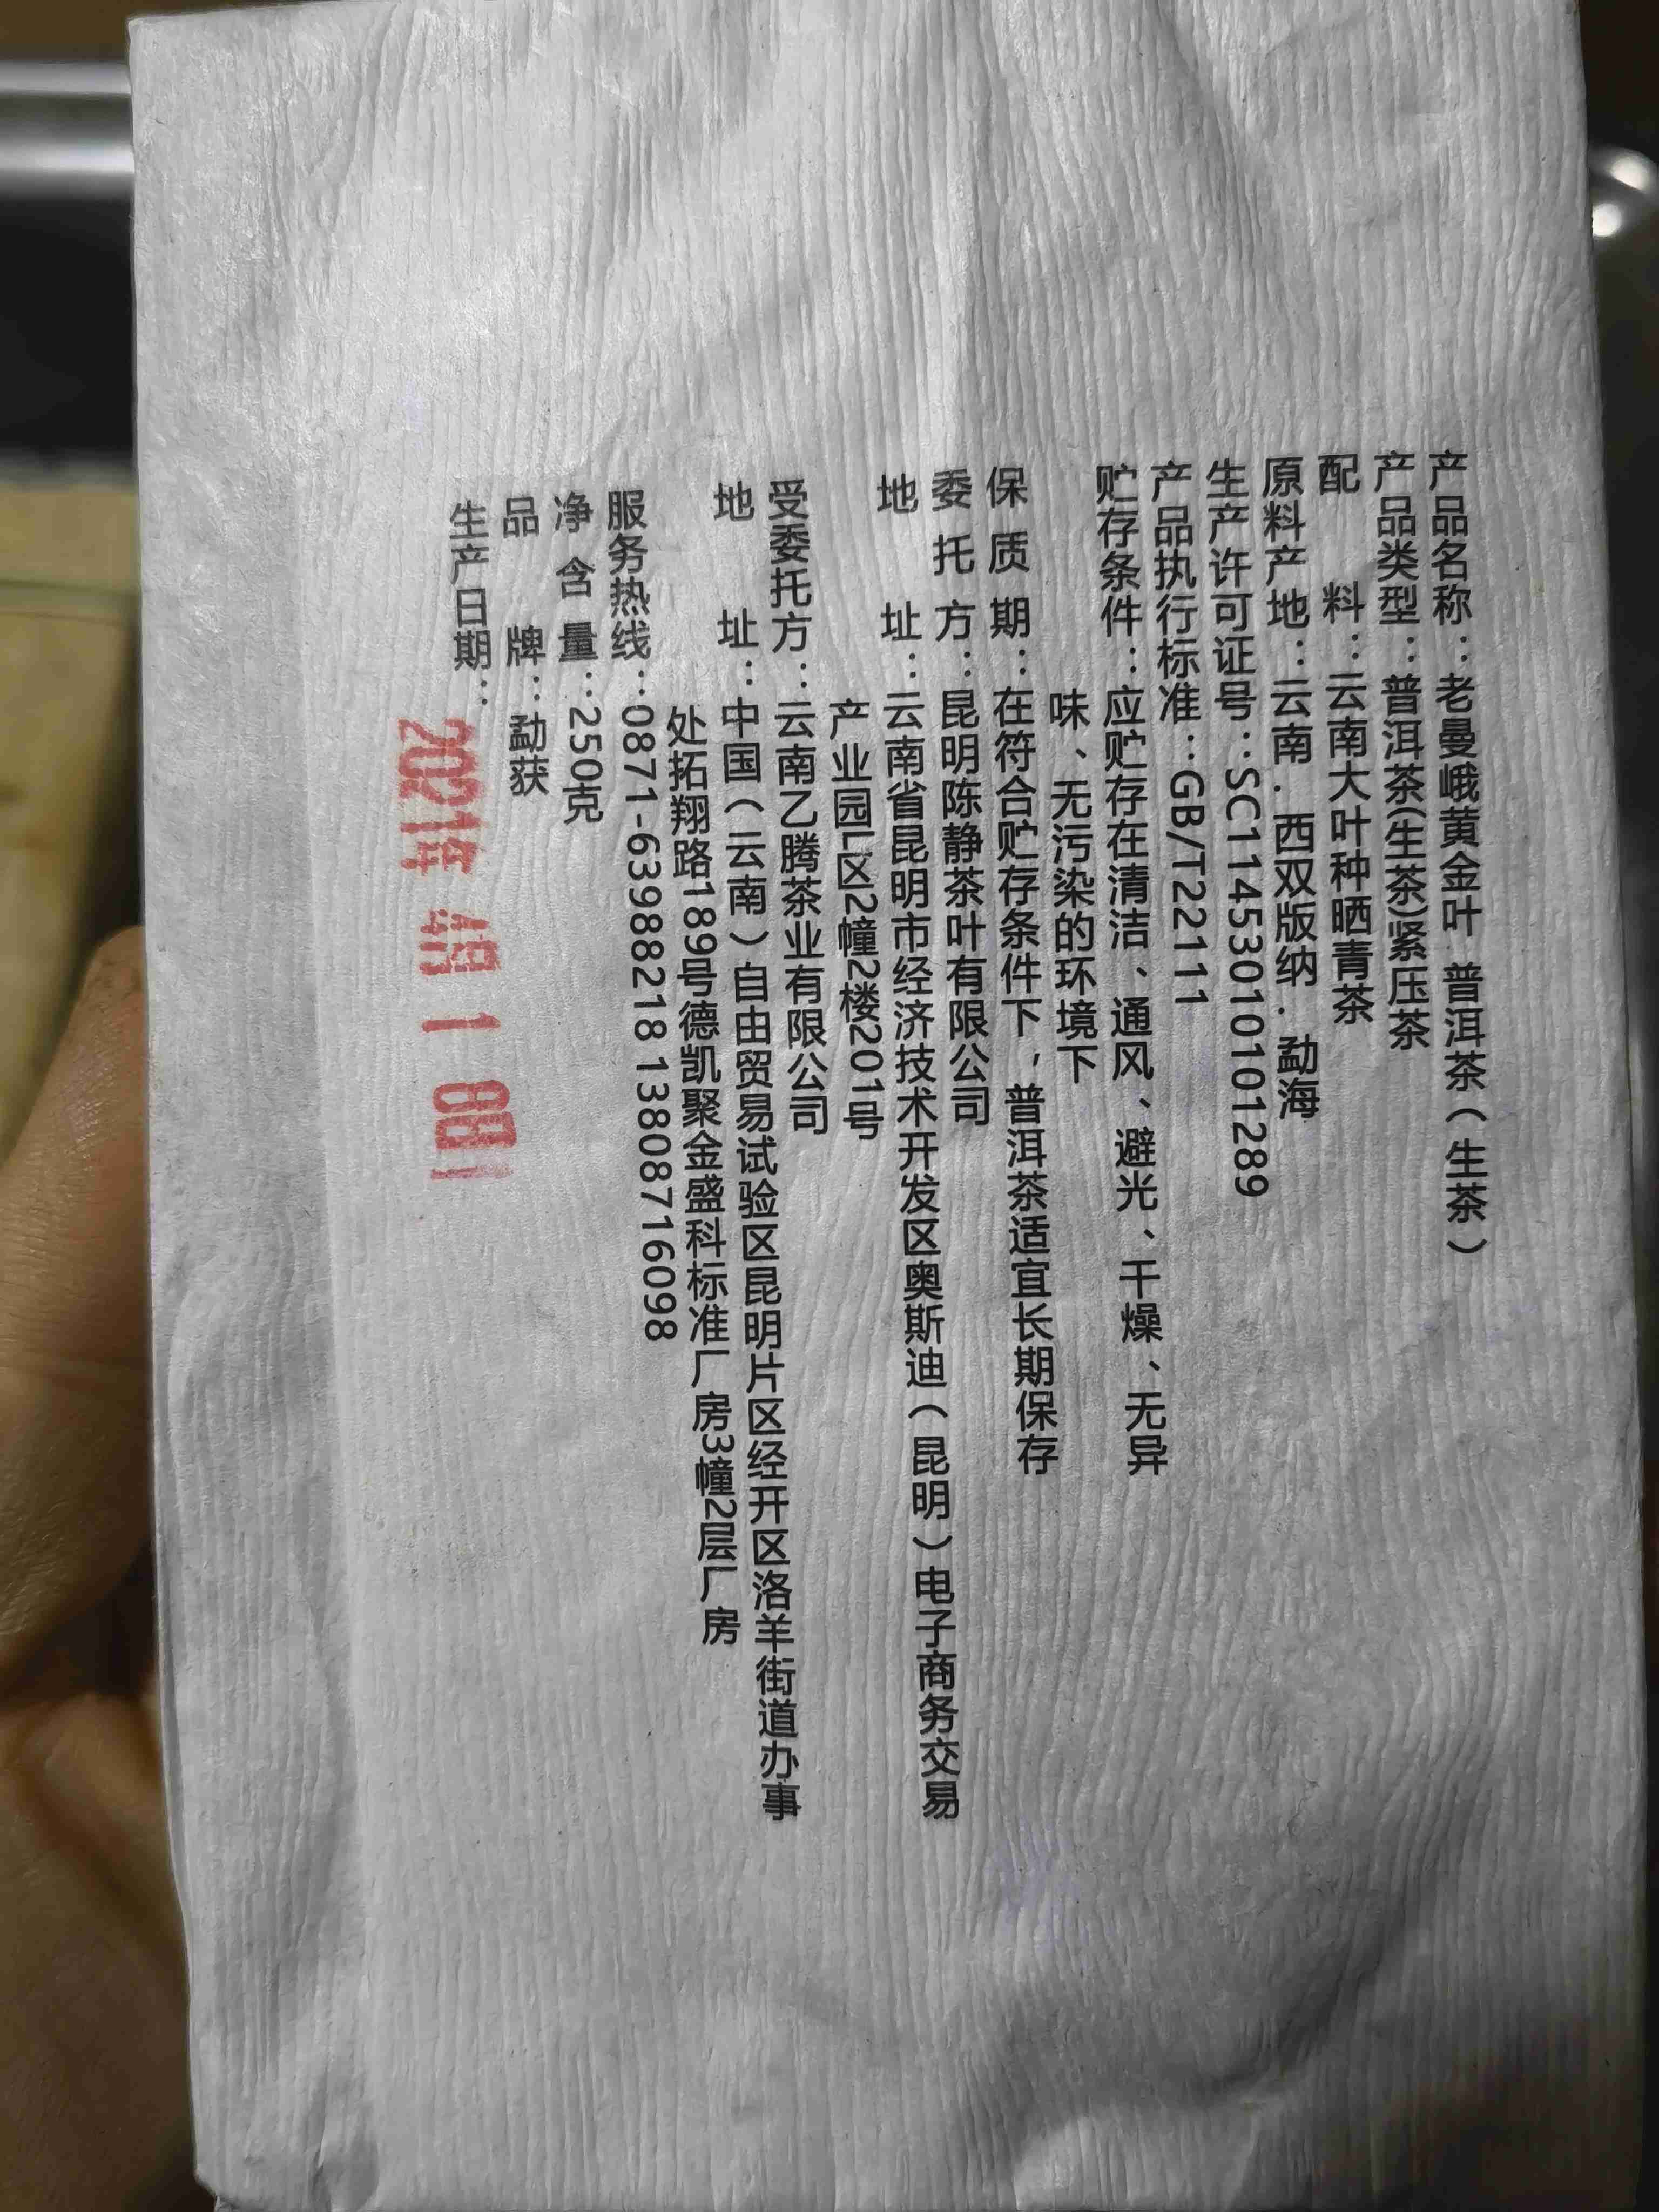 产品名称：老曼峨黄金叶 普洱茶（生茶）
产品类型：普洱茶(生茶)紧压茶
配料：云南大叶种晒青茶
原料产地：云南．西双版纳．勐海
生产许可证号：SC11453010101289
产品执行标准：GB/T22111
贮存条件：应贮存在清洁、通风、避光、干燥、无异
味、无污染的环境下
保质期：在符合贮存条件下，普洱茶适宜长期保存
委托方：昆明陈静茶叶有限公司
地址：云南省昆明市经济技术开发区奥斯迪（昆明）电子商务交易
产业园L区2幢2楼201号
受委托方：云南乙腾茶业有限公司
地址：中国（云南）自由贸易试验区昆明片区经开区洛羊街道办事
处拓翔路189号德凯聚金盛科标准厂房3幢2层厂房
服务热线：0871-63988218 13808716098
净含量：250克
品牌：勐获
生产日期：
2021年 4月 1 8日